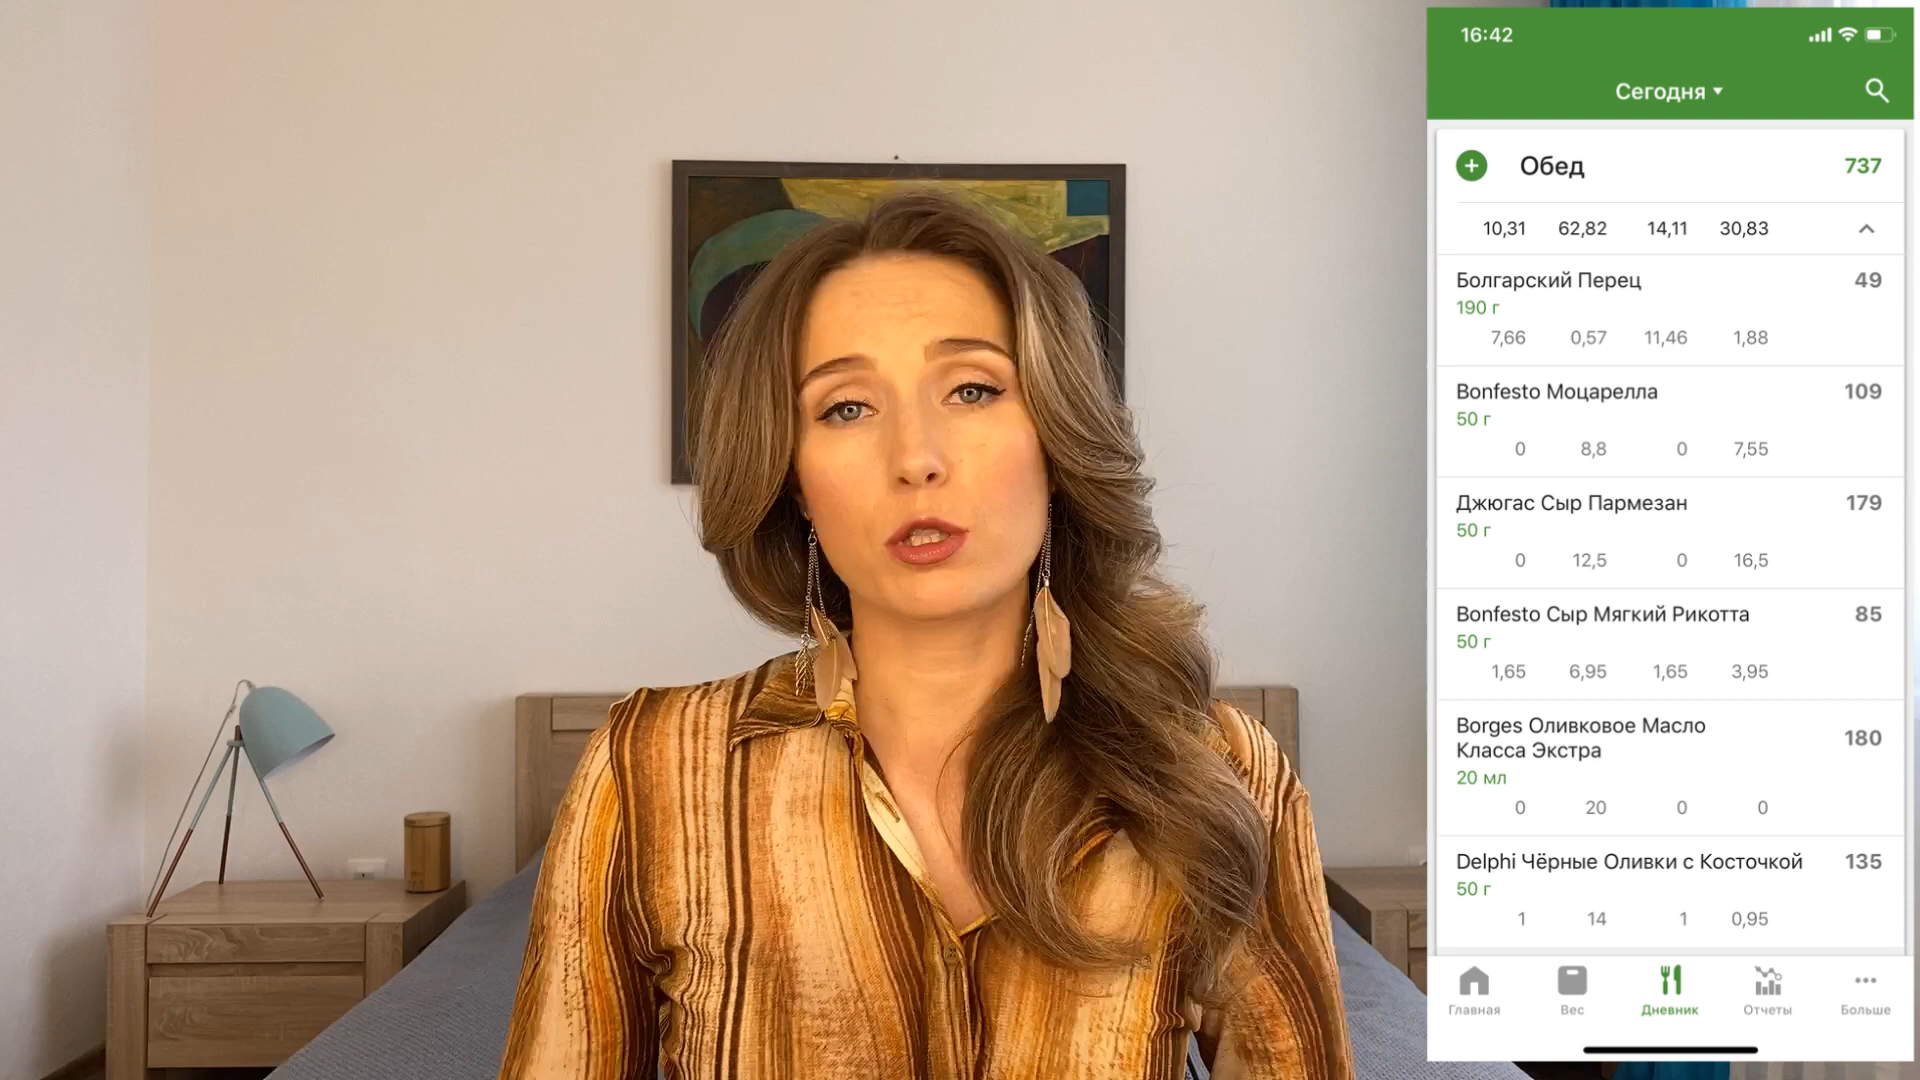 16:42
Сегодня
Обед 737
10,31 62,82 14,11 30,83
Болгарский Перец 49
190 г
7,66 0,57 11,46 1,88
Bonfesto Моцарелла 109
50 г
0 8,8 0 7,55
Джюгас Сыр Пармезан 179
50 г
0 12,5 0 16,5
Bonfesto Сыр Мягкий Рикотта 85
50 г
1,65 6,95 1,65 3,95
Borges Оливковое Масло
Класса Экстра 180
20 мл
0 20 0 0
Delphi Чёрные Оливки с Косточкой 135
50 г
1 14 1 0,95
Главная Вес Дневник Отчеты Больше